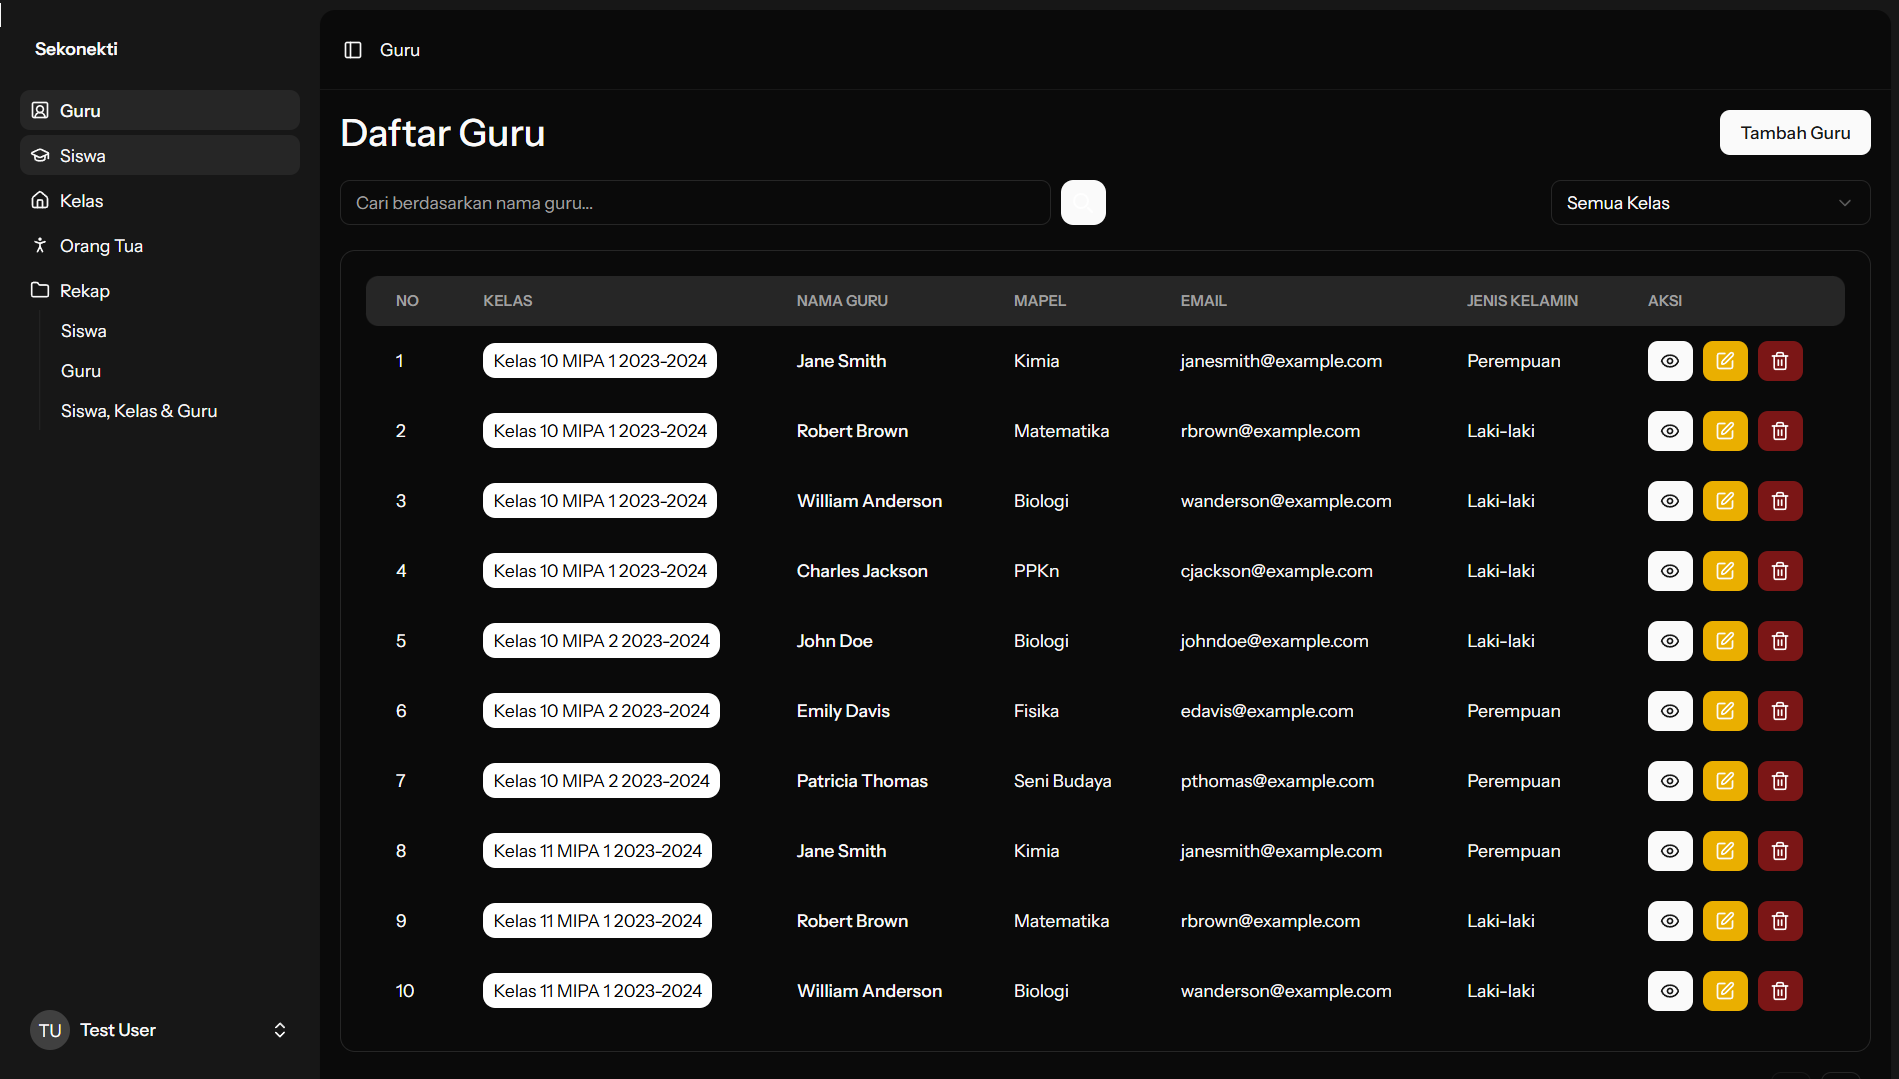 Sekonekti
Guru
Siswa
Kelas
Orang Tua
Rekap
Siswa
Guru
Siswa, Kelas & Guru
TU Test User
Guru
Daftar Guru
Tambah Guru
Cari berdasarkan nama guru...
Semua Kelas
NO KELAS NAMA GURU MAPEL EMAIL JENIS KELAMIN AKSI
1 Kelas 10 MIPA 1 2023-2024 Jane Smith Kimia janesmith@example.com Perempuan
2 Kelas 10 MIPA 1 2023-2024 Robert Brown Matematika rbrown@example.com Laki-laki
3 Kelas 10 MIPA 1 2023-2024 William Anderson Biologi wanderson@example.com Laki-laki
4 Kelas 10 MIPA 1 2023-2024 Charles Jackson PPKn cjackson@example.com Laki-laki
5 Kelas 10 MIPA 2 2023-2024 John Doe Biologi johndoe@example.com Laki-laki
6 Kelas 10 MIPA 2 2023-2024 Emily Davis Fisika edavis@example.com Perempuan
7 Kelas 10 MIPA 2 2023-2024 Patricia Thomas Seni Budaya pthomas@example.com Perempuan
8 Kelas 11 MIPA 1 2023-2024 Jane Smith Kimia janesmith@example.com Perempuan
9 Kelas 11 MIPA 1 2023-2024 Robert Brown Matematika rbrown@example.com Laki-laki
10 Kelas 11 MIPA 1 2023-2024 William Anderson Biologi wanderson@example.com Laki-laki